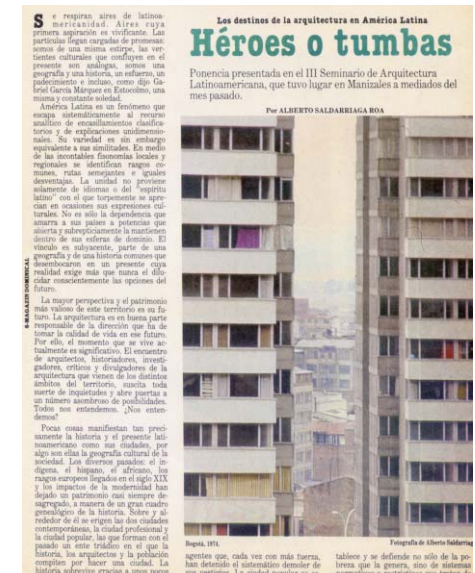 Los destinos de la arquitectura en América Latina
Héroes o tumbas
Ponencia presentada en el III Seminario de Arquitectura
Latinoamericana, que tuvo lugar en Manizales a mediados del
mes pasado.
Por ALBERTO SALDARRIAGA ROA
Se respiran aires de latinoa-
mericanidad. Aires cuya
primera aspiración es vivificante. Las
partículas llegan cargadas de promesas:
somos de una misma estirpe, las ver-
tientes culturales que confluyen en el
presente son análogas, somos una
geografía y una historia, un esfuerzo, un
padecimiento e incluso, como dijo Ga-
briel García Márquez en Estocolmo, una
misma y constante soledad.
América Latina es un fenómeno que
escapa sistemáticamente al recurso
analítico de encasillamientos clasifica-
torios y de explicaciones unidimensio-
nales. Su variedad es sin embargo
equivalente a sus similitudes. En medio
de las incontables fisonomías locales y
regionales se identifican rasgos co-
munes, rutas semejantes e iguales
desventajas. La unidad no proviene
solamente de idiomas o del "espíritu
latino" con el que torpemente se apre-
cian en ocasiones sus expresiones cul-
turales. No es sólo la dependencia que
amarra a sus países a potencias que
abierta y subrepticiamente la mantienen
dentro de sus esferas de dominio. El
vínculo es subyacente, parte de una
geografía y de una historia comunes que
desembocaron en un presente cuya
realidad exige más que nunca el dilu-
cidar conscientemente las opciones del
futuro.
La mayor perspectiva y el patrimonio
más valioso de este territorio es su fu-
turo. La arquitectura es en buena parte
responsable de la dirección que ha de
tomar la calidad de vida en ese futuro.
Por ello, el momento que se vive ac-
tualmente es significativo. El encuentro
de arquitectos, historiadores, investi-
gadores, críticos y divulgadores de la
arquitectura que vienen de los distintos
ámbitos del territorio, suscita toda
suerte de inquietudes y abre puertas a
un número asombroso de posibilidades.
Todos nos entendemos. ¿Nos enten-
demos?
Pocas cosas manifiestan tan preci-
samente la historia y el presente lati-
noamericano como sus ciudades, por
algo son ellas la geografía cultural de la
sociedad. Los diversos pasados: el in-
dígena, el hispano, el africano, los
rangos europeos llegados en el siglo XIX
y los impactos de la modernidad han
dejado un patrimonio casi siempre de-
sagregado, a manera de un gran cuadro
genealógico de la historia. Sobre y al-
rededor de él se erigen las dos ciudades
contemporáneas, la ciudad profesional y
la ciudad popular, las que forman con el
pasado un ente triádico en el que la
historia, los arquitectos y la población
compiten por hacer una ciudad. La
historia sobrevive gracias a unos pocos
6-MAGAZIN DOMINICAL
Bogotá, 1974.
Fotografía de Alberto Saldarriaga
agentes que, cada vez con más fuerza,
han detenido el sistemático demoler de
tablece y se defiende no sólo de la po-
breza que la genera, sino de sistemas